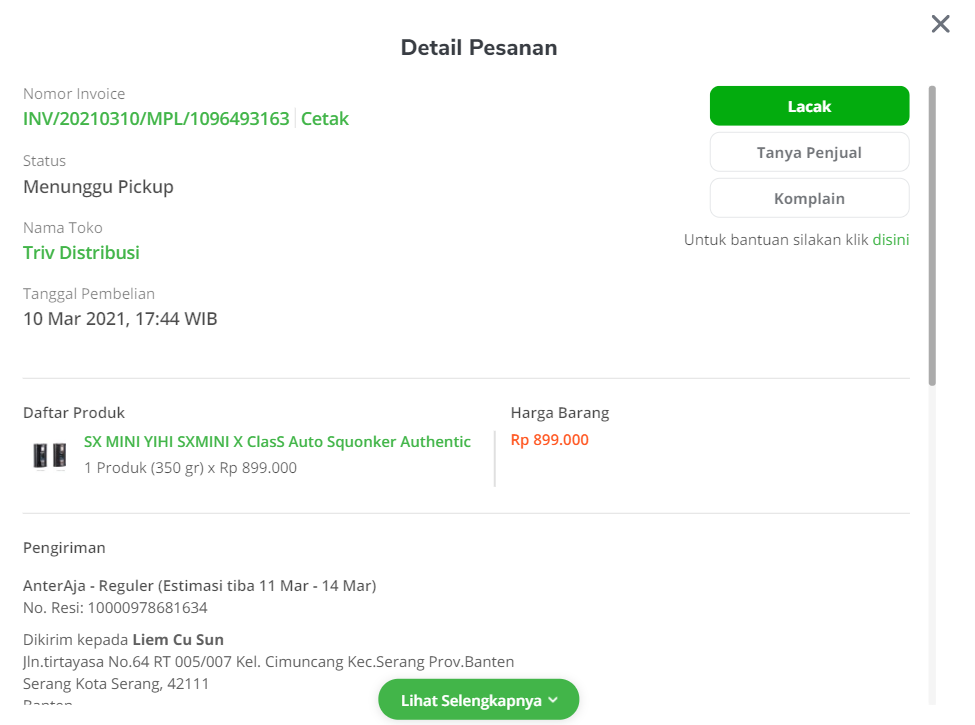 Detail Pesanan
Nomor Invoice
INV/20210310/MPL/1096493163 Cetak
Status
Menunggu Pickup
Nama Toko
Triv Distribusi
Tanggal Pembelian
10 Mar 2021, 17:44 WIB
Lacak
Tanya Penjual
Komplain
Untuk bantuan silakan klik disini
Daftar Produk
SX MINI YIHI SXMINI X ClasS Auto Squonker Authentic
1 Produk (350 gr) x Rp 899.000
Harga Barang
Rp 899.000
Pengiriman
AnterAja - Reguler (Estimasi tiba 11 Mar - 14 Mar)
No. Resi: 10000978681634
Dikirim kepada Liem Cu Sun
Jln.tirtayasa No.64 RT 005/007 Kel. Cimuncang Kec.Serang Prov.Banten
Serang Kota Serang, 42111
Banten
Lihat Selengkapnya